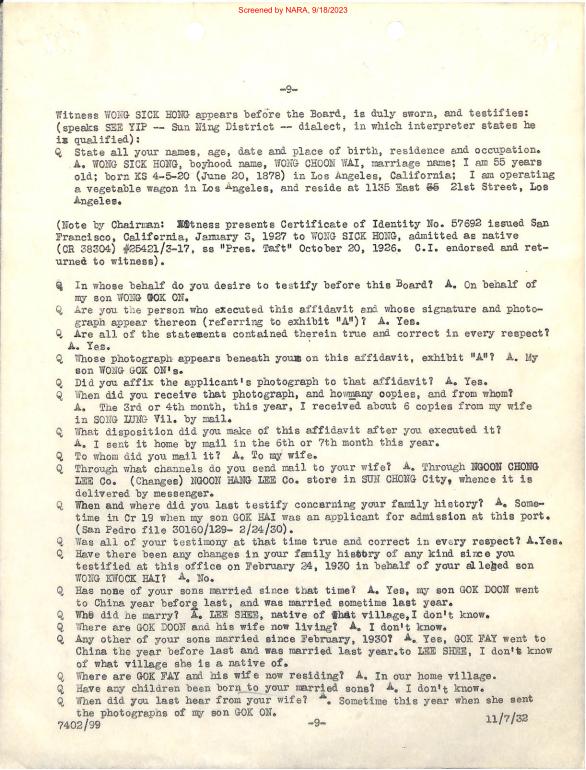 Screened by NARA, 9/18/2023
-9-
Witness WONG SICK HONG appears before the Board, is duly sworn, and testifies:
(speaks SEE YIP -- Sun Ning District -- dialect, in which interpreter states he
is qualified):
Q State all your names, age, date and place of birth, residence and occupation.
A. WONG SICK HONG, boyhood name, WONG CHOON WAI, marriage name; I am 55 years
old; born KS 4-5-20 (June 20, 1878) in Los Angeles, California; I am operating
a vegetable wagon in Los Angeles, and reside at 1135 East 21st Street, Los
Angeles.
(Note by Chairman: Witness presents Certificate of Identity No. 57692 issued San
Francisco, California, January 3, 1927 to WONG SICK HONG, admitted as native
(CR 38304) #25421/3-17, ss "Pres. Taft" October 20, 1926. C.I. endorsed and ret-
urned to witness).
Q In whose behalf do you desire to testify before this Board? A. On behalf of
my son WONG GOK ON.
Q Are you the person who executed this affidavit and whose signature and photo-
graph appear thereon (referring to exhibit "A")? A. Yes.
Q Are all of the statements contained therein true and correct in every respect?
A. Yes.
Q Whose photograph appears beneath yours on this affidavit, exhibit "A"? A. My
son WONG GOK ON's.
Q Did you affix the applicant's photograph to that affidavit? A. Yes.
Q When did you receive that photograph, and howmany copies, and from whom?
A. The 3rd or 4th month, this year, I received about 6 copies from my wife
in SONG LUNG Vil. by mail.
Q What disposition did you make of this affidavit after you executed it?
A. I sent it home by mail in the 6th or 7th month this year.
Q To whom did you mail it? A. To my wife.
Q Through what channels do you send mail to your wife? A. Through NGOON CHONG
LEE Co. (Changes) NGOON HANG LEE Co. store in SUN CHONG City, whence it is
delivered by messenger.
Q When and where did you last testify concerning your family history? A. Some-
time in Cr 19 when my son GOK HAI was an applicant for admission at this port.
(San Pedro file 30160/129- 2/24/30).
Q Was all of your testimony at that time true and correct in every respect? A.Yes.
Q Have there been any changes in your family history of any kind since you
testified at this office on February 24, 1930 in behalf of your alleged son
WONG KWOCK HAI? A. No.
Q Has none of your sons married since that time? A. Yes, my son GOK DOON went
to China year before last, and was married sometime last year.
Q Who did he marry? A. LEE SHEE, native of what village,I don't know.
Q Where are GOK DOON and his wife now living? A. I don't know.
Q Any other of your sons married since February, 1930? A. Yes, GOK FAY went to
China the year before last and was married last year.to LEE SHEE, I don't know
of what village she is a native of.
Q Where are GOK FAY and his wife now residing? A. In our home village.
Q Have any children been born to your married sons? A. I don't know.
Q When did you last hear from your wife? A. Sometime this year when she sent
the photographs of my son GOK ON.
7402/99 -9- 11/7/32